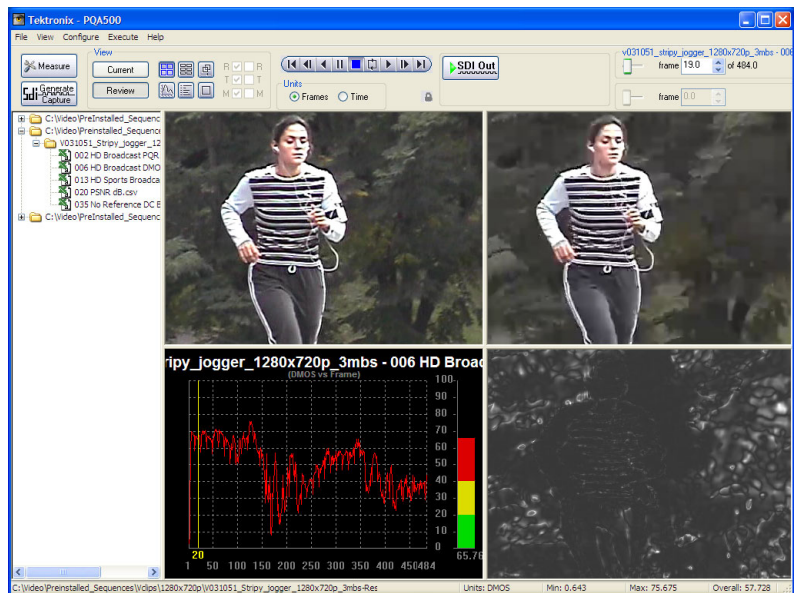 Tektronix - PQA500
File View Configure Execute Help
Measure
Generate
Capture
View
Current
Review
R R
T T
M M
Units
Frames Time
SDI Out
v031051_stripy_jogger_1280x720p_3mbs - 006
frame 19.0 of 484.0
frame 0.0
C:\Video\PreInstalled_Sequenc
C:\Video\PreInstalled_Sequenc
V031051_Stripy_jogger_12
002 HD Broadcast PQR
006 HD Broadcast DMO
013 HD Sports Broadca
020 PSNR dB.csv
035 No Reference DC B
C:\Video\PreInstalled_Sequenc
ripy_jogger_1280x720p_3mbs - 006 HD Broad
(DMOS vs Frame)
100
90
80
70
60
50
40
30
20
10
0
20
65.76
1 50 100 150 200 250 300 350 400 450 484
C:\Video\Preinstalled_Sequences\Vclips\1280x720p\V031051_Stripy_jogger_1280x720p_3mbs-Res
Units: DMOS Min: 0.643 Max: 75.675 Overall: 57.728